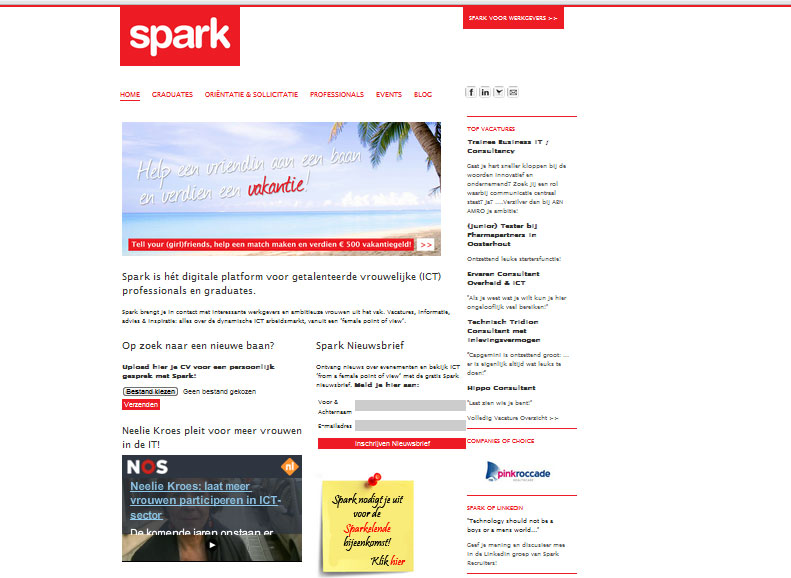 spark
SPARK VOOR WERKGEVERS >>
HOME GRADUATES ORIËNTATIE & SOLLICITATIE PROFESSIONALS EVENTS BLOG
Help een vriendin aan een baan
en verdien een vakantie!
Tell your (girl)friends, help een match maken en verdien € 500 vakantiegeld! >>
Spark is hét digitale platform voor getalenteerde vrouwelijke (ICT)
professionals en graduates.
Spark brengt je in contact met interessante werkgevers en ambitieuze vrouwen uit het vak. Vacatures, informatie,
advies & inspiratie: alles over de dynamische ICT arbeidsmarkt, vanuit een "female point of view".
Op zoek naar een nieuwe baan?
Upload hier je CV voor een persoonlijk
gesprek met Spark!
Bestand kiezen Geen bestand gekozen
Verzenden
Neelie Kroes pleit voor meer vrouwen
in de IT!
NOS nl
Neelie Kroes: laat meer
vrouwen participeren in ICT-
sector
De komende jaren ontstaan er
Spark Nieuwsbrief
Ontvang nieuws over evenementen en bekijk ICT
"from a female point of view" met de gratis Spark
nieuwsbrief. Meld je hier aan:
Voor &
Achternaam
E-mailadres
Inschrijven Nieuwsbrief
Spark nodigt je uit
voor de
Sparkelende
bijeenkomst!
Klik hier
TOP VACATURES
Trainee Business IT /
Consultancy
Gaat je hart sneller kloppen bij de
woorden innovatief en
ondernemend? Zoek jij een rol
waarbij communicatie centraal
staat? Ja? .....Verzilver dan bij ABN
AMRO je ambitie!
(Junior) Tester bij
Pharmapartners in
Oosterhout
Ontzettend leuke startersfunctie!
Ervaren Consultant
Overheid & ICT
"Als je weet wat je wilt kun je hier
ongelooflijk veel bereiken!"
Technisch Tridion
Consultant met
Inlevingsvermogen
"Capgemini is ontzettend groot: ...
er is eigenlijk altijd wat leuks te
doen!"
Hippo Consultant
"Laat zien wie je bent!"
Volledig Vacature Overzicht >>
COMPANIES OF CHOICE
pinkroccade
HEALTHCARE
SPARK OP LINKEDIN
"Technology should not be a
boys or a mens world..."
Geef je mening en discussieer mee
in de LinkedIn groep van Spark
Recruiters!